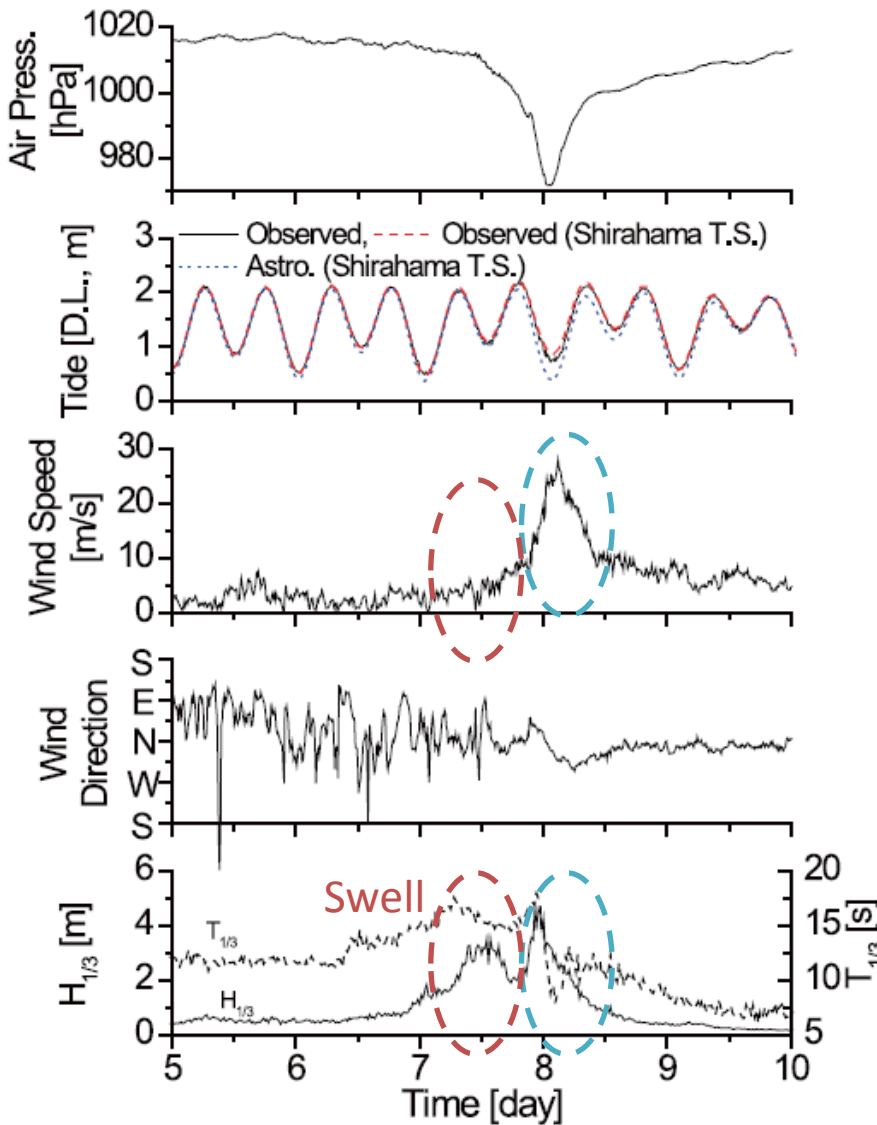 Air Press.
[hPa]
1020
1000
980
Tide [D.L., m]
3
2
1
0
Observed, Observed (Shirahama T.S.)
Astro. (Shirahama T.S.)
Wind Speed
[m/s]
30
20
10
0
Wind
Direction
S
E
N
W
S
H1/3 [m]
6
4
2
0
Swell
T1/3
H1/3
20
15
10
5
T1/3 [s]
5 6 7 8 9 10
Time [day]